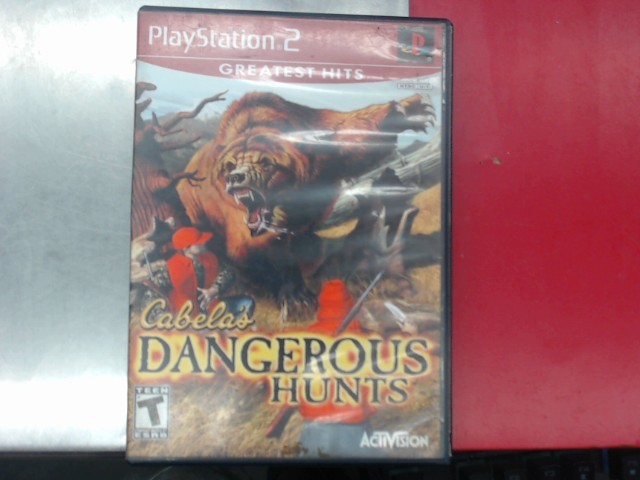 PlayStation 2
GREATEST HITS
Cabela's
DANGEROUS
HUNTS
TEEN
T
ESRB
ACTIVISION